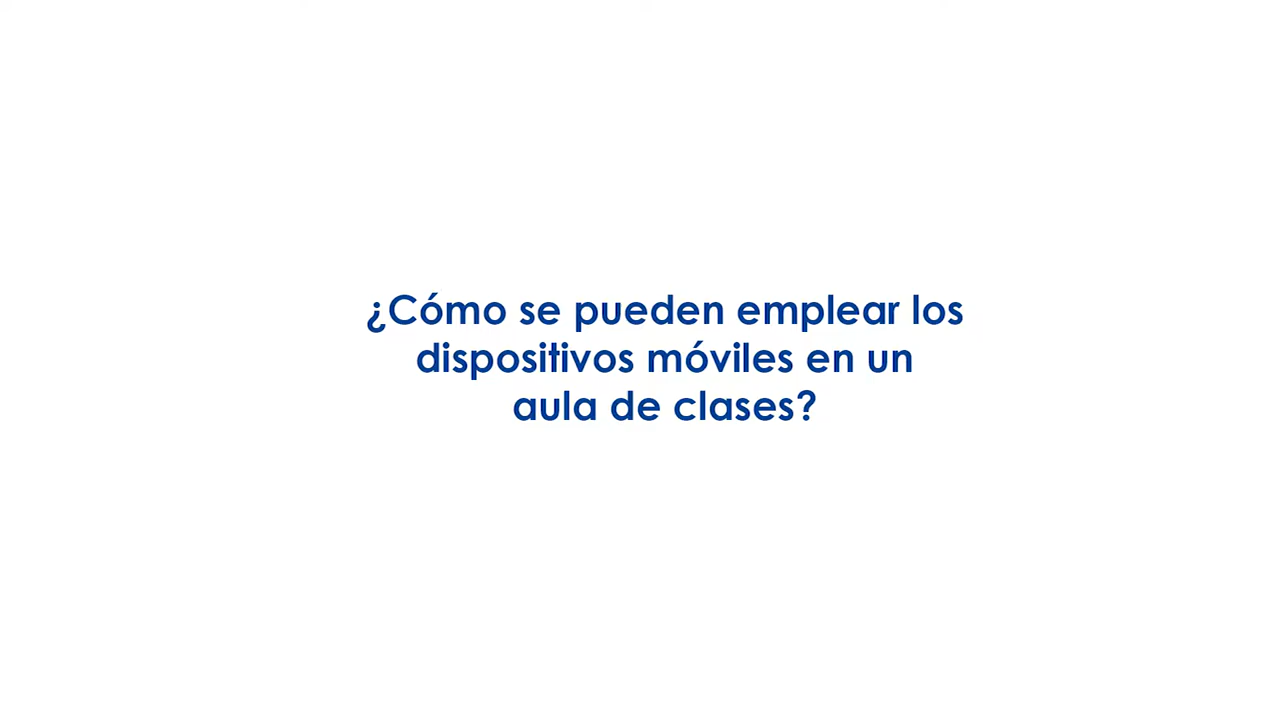 ¿Cómo se pueden emplear los
dispositivos móviles en un
aula de clases?